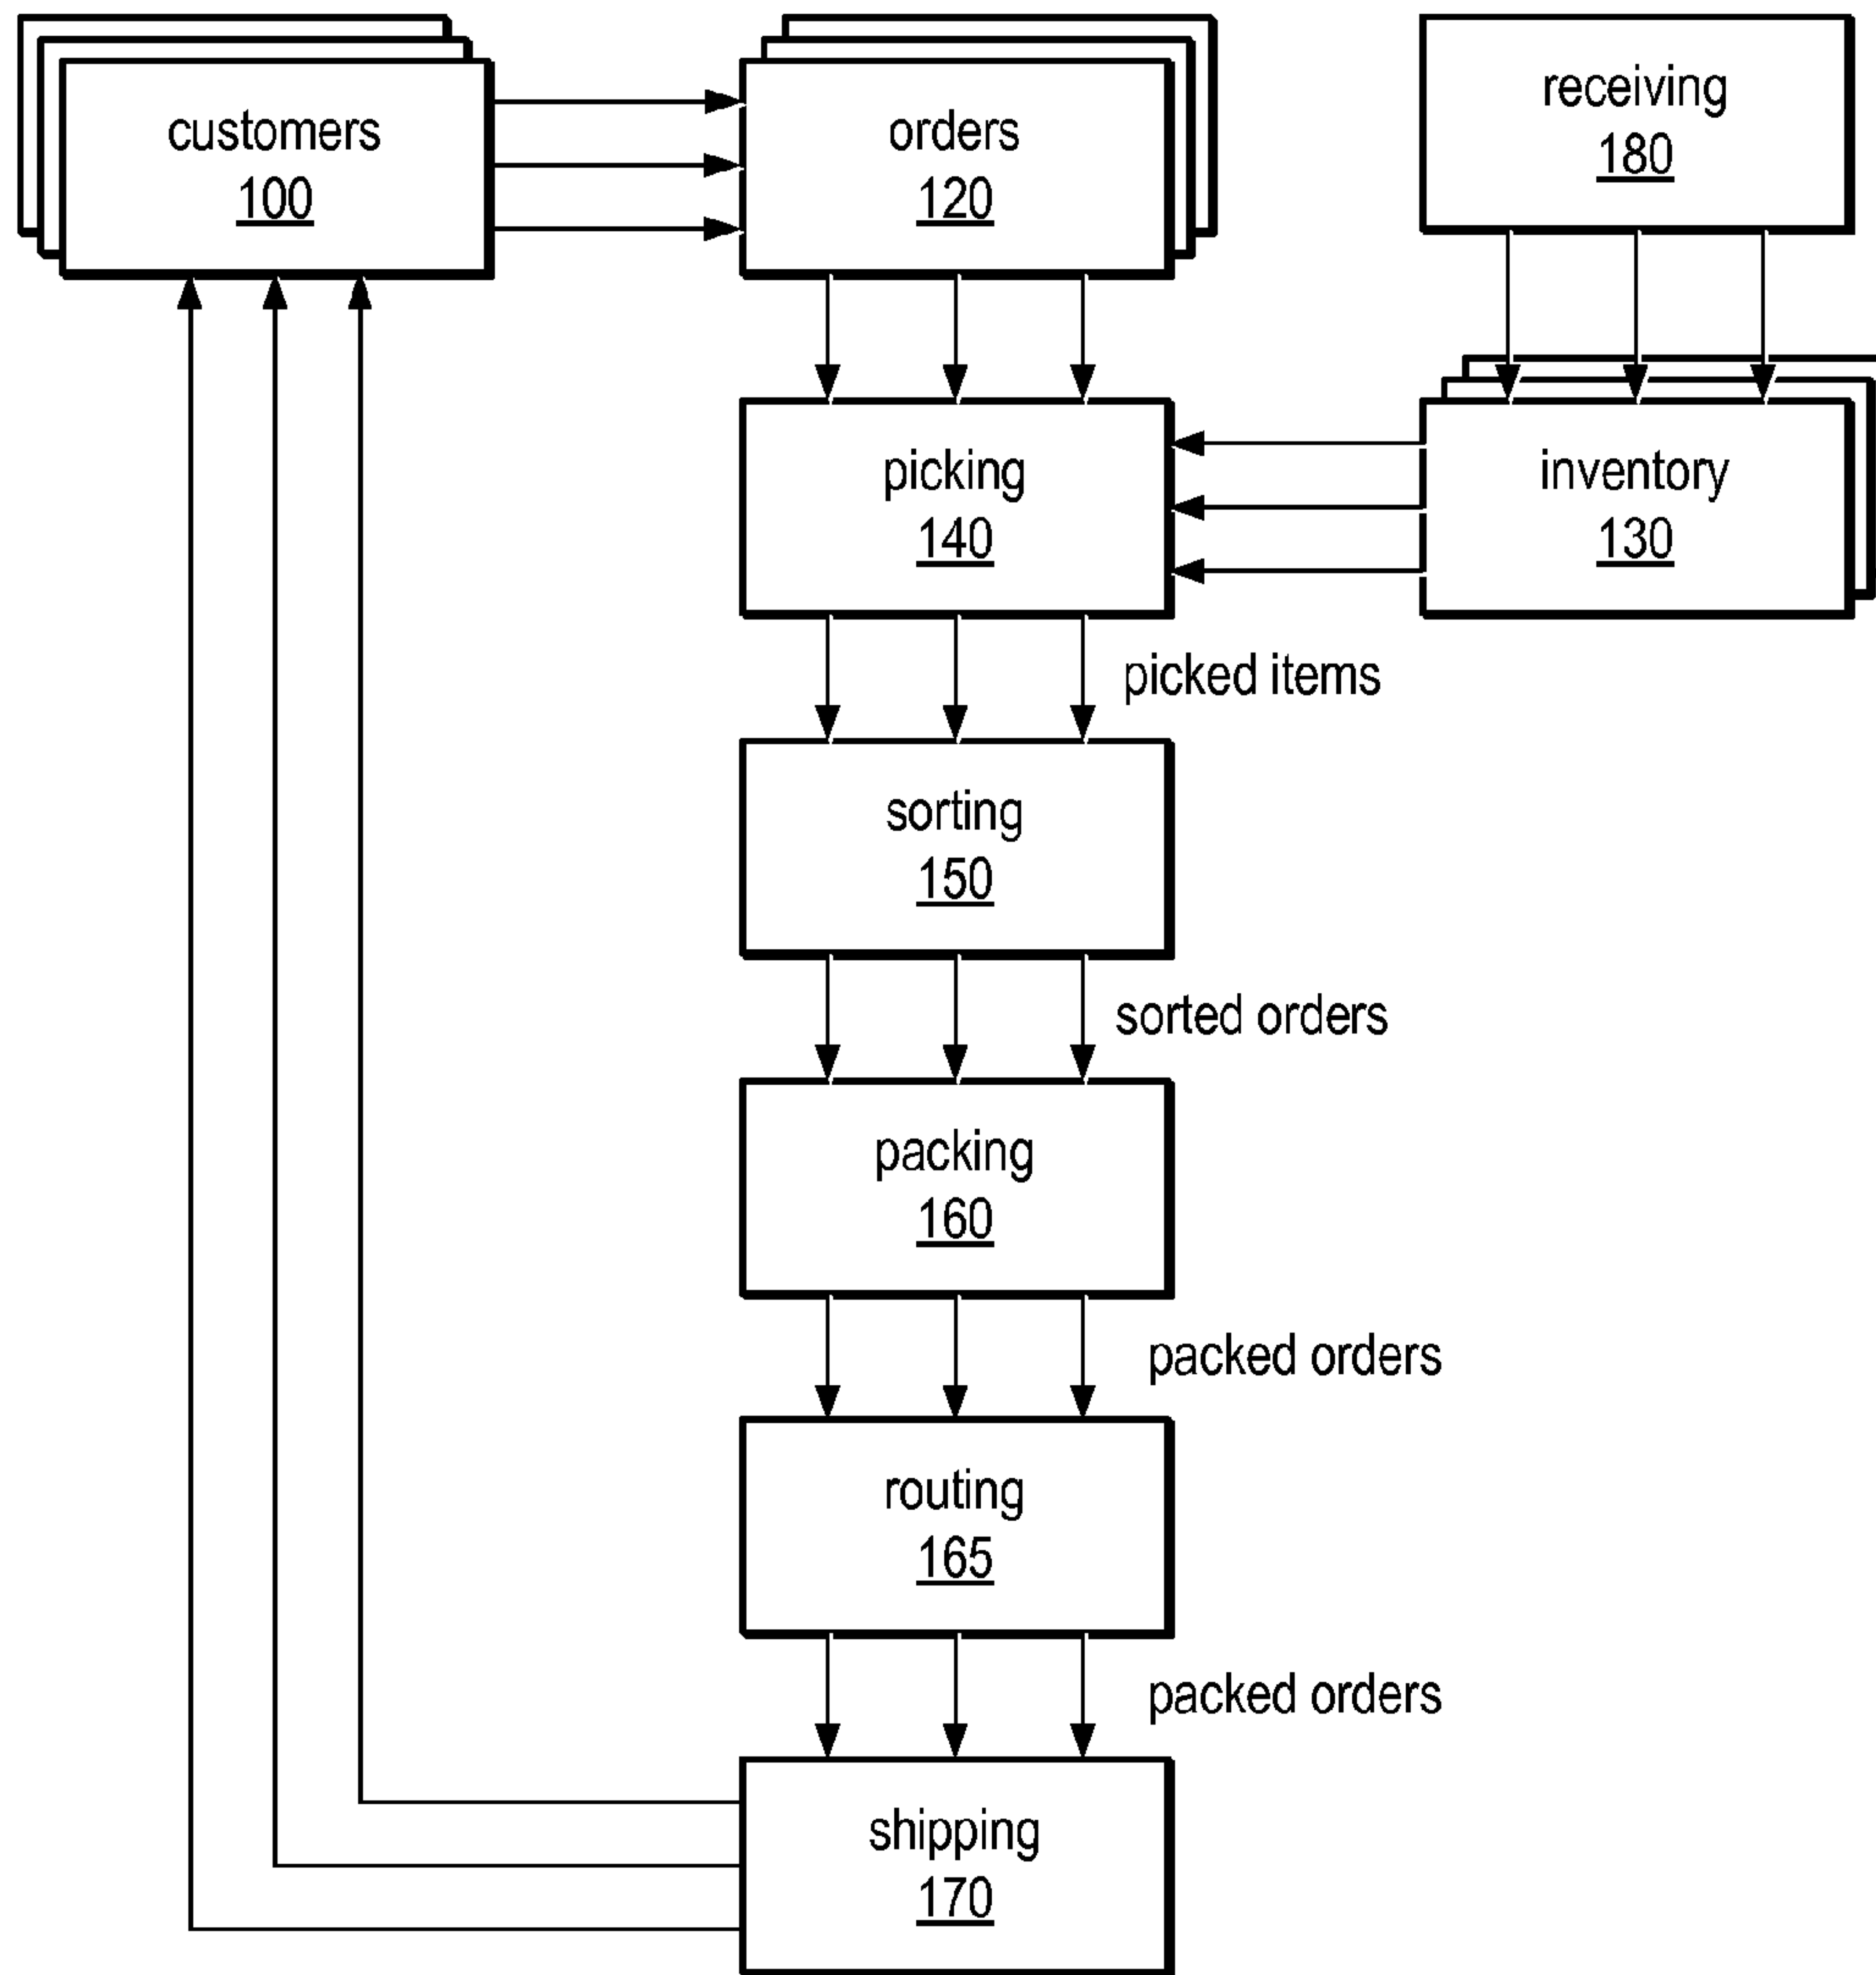 customers
100
orders
120
receiving
180
picking
140
inventory
130
picked items
sorting
150
sorted orders
packing
160
packed orders
routing
165
packed orders
shipping
170